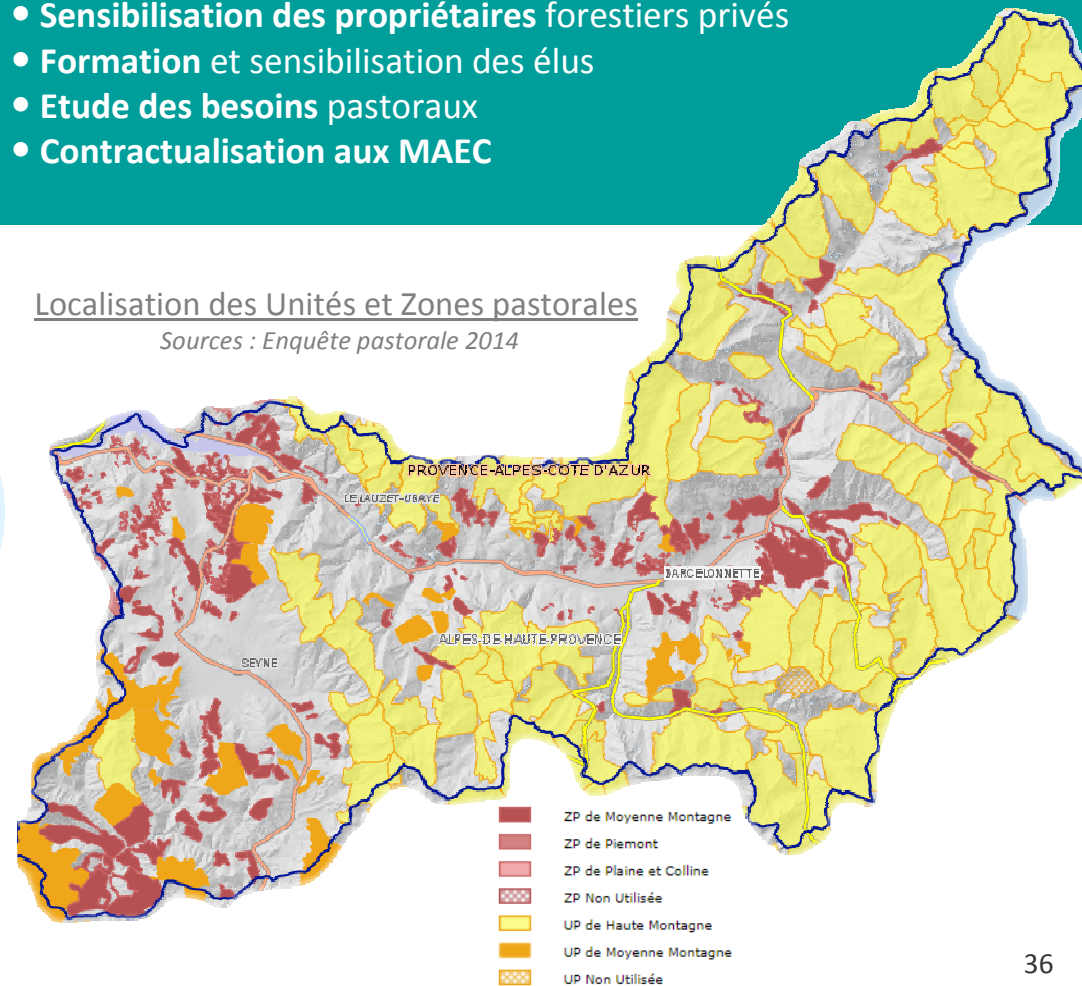 • Sensibilisation des propriétaires forestiers privés
• Formation et sensibilisation des élus
• Etude des besoins pastoraux
• Contractualisation aux MAEC
Localisation des Unités et Zones pastorales
Sources : Enquête pastorale 2014
PROVENCE-ALPES-COTE D'AZUR
LE LAUZET-UBAYE
BARCELONNETTE
ALPES-DE-HAUTE-PROVENCE
SEYNE
ZP de Moyenne Montagne
ZP de Piemont
ZP de Plaine et Colline
ZP Non Utilisée
UP de Haute Montagne
UP de Moyenne Montagne
UP Non Utilisée
36